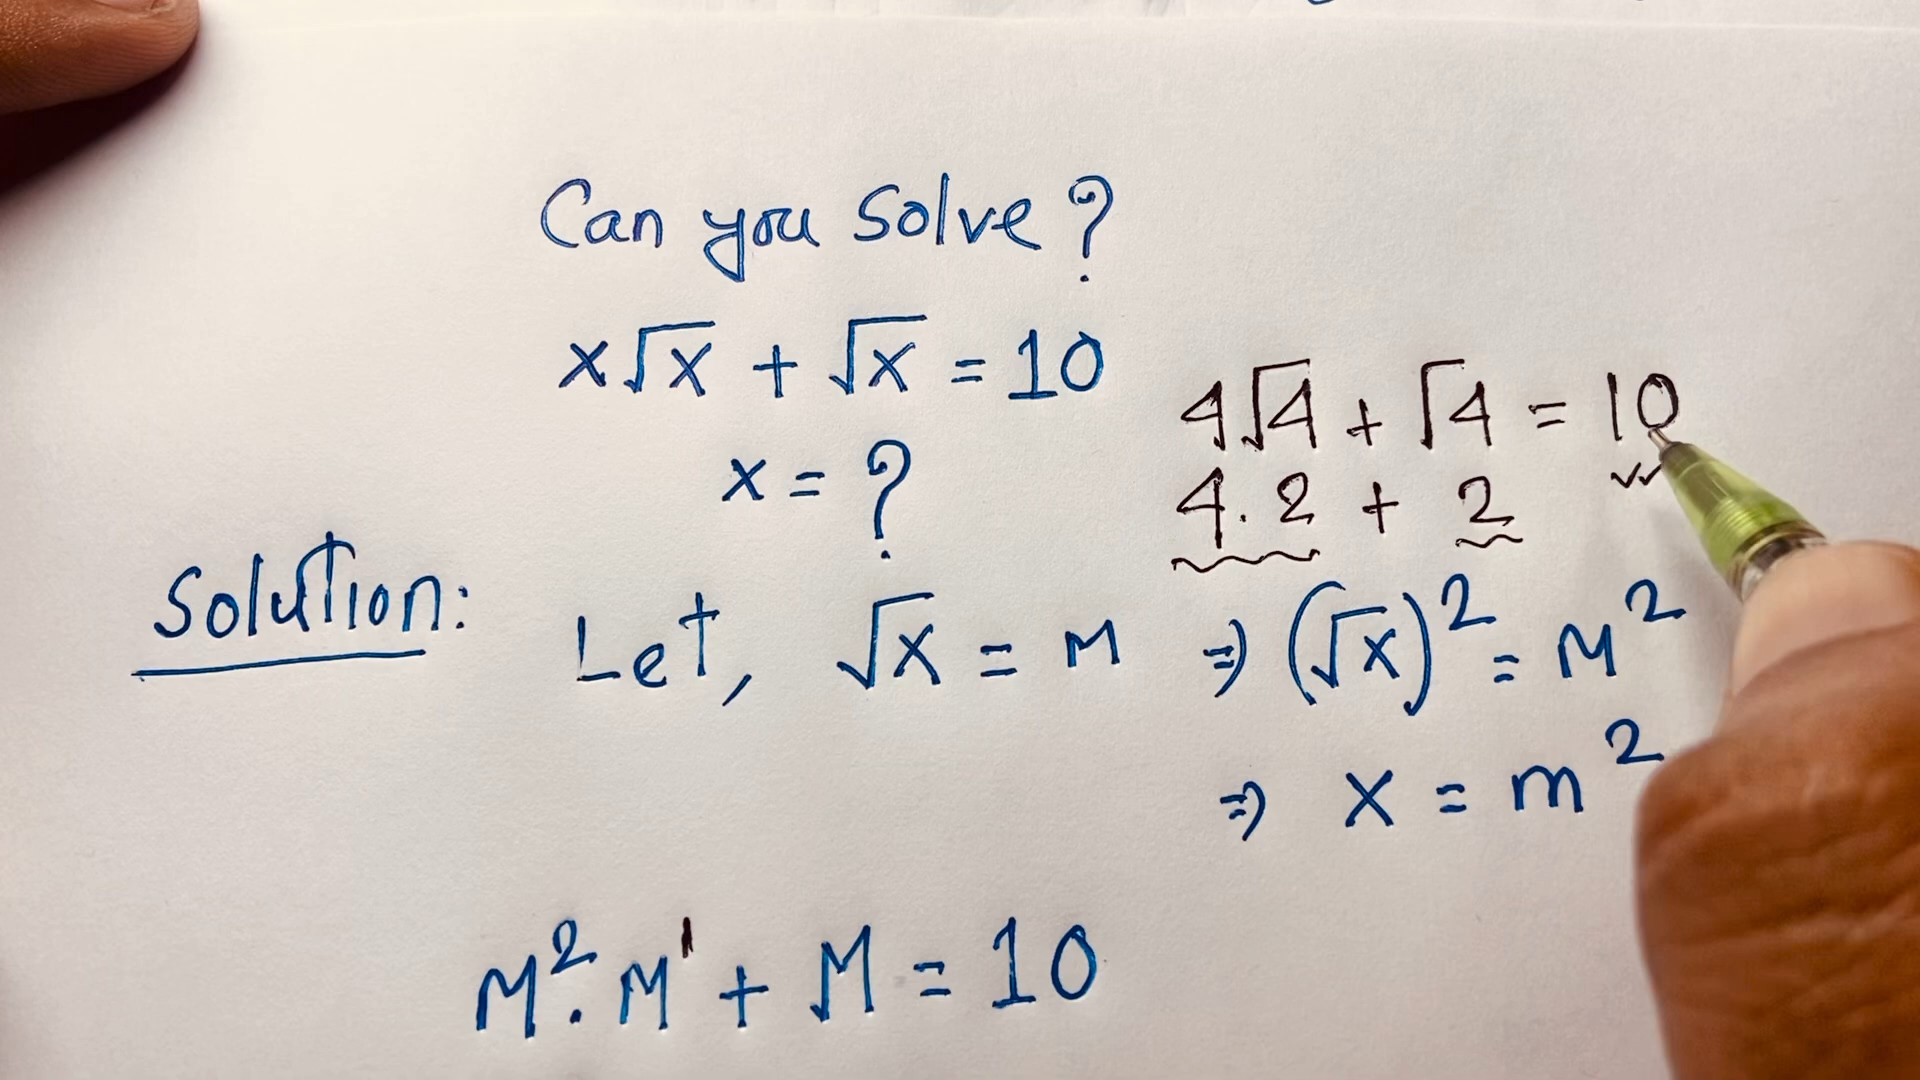 Can you Solve?
x√x + √x = 10
x = ?
4√4 + √4 = 10
4.2 + 2
Solution: Let, √x = M ⇒ (√x)² = M²
⇒ x = m²
M².M¹ + M = 10